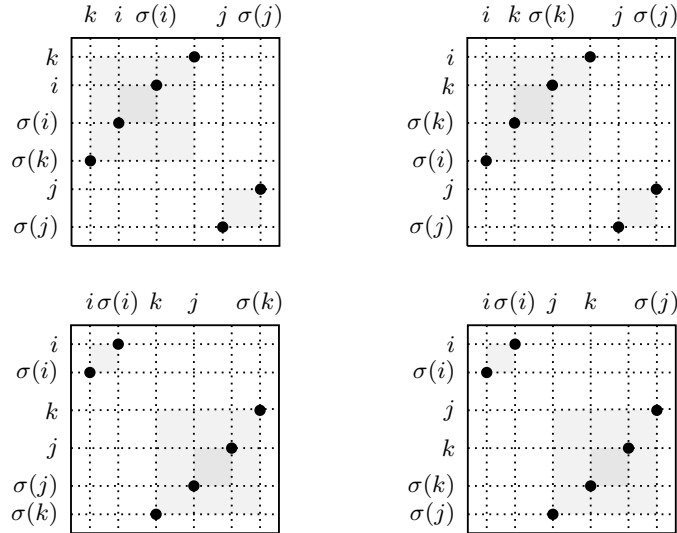 k i σ(i) j σ(j)
k
i
σ(i)
σ(k)
j
σ(j)
i k σ(k) j σ(j)
i
k
σ(k)
σ(i)
j
σ(j)
i σ(i) k j σ(k)
i
σ(i)
k
j
σ(j)
σ(k)
i σ(i) j k σ(j)
i
σ(i)
j
k
σ(k)
σ(j)